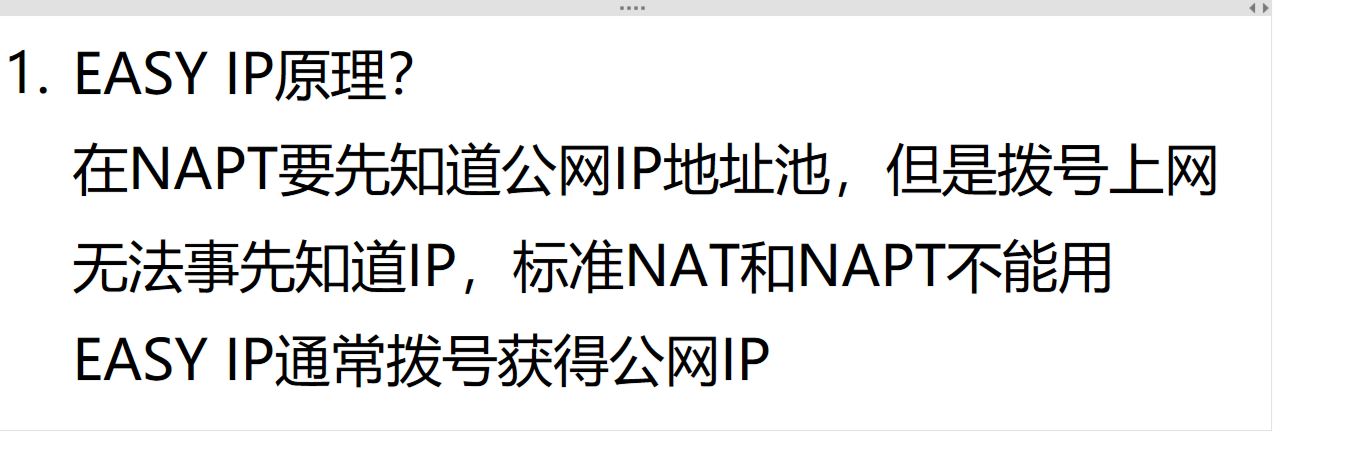 1. EASY IP原理？
在NAPT要先知道公网IP地址池，但是拨号上网
无法事先知道IP，标准NAT和NAPT不能用
EASY IP通常拨号获得公网IP